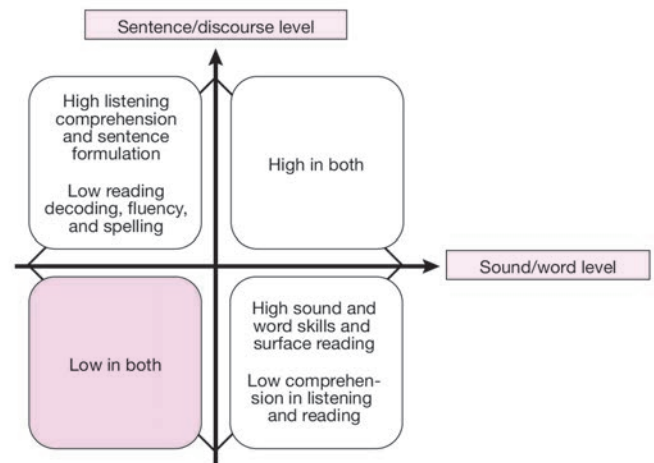 Sentence/discourse level
High listening
comprehension
and sentence
formulation
Low reading
decoding, fluency,
and spelling
High in both
Sound/word level
Low in both
High sound and
word skills and
surface reading
Low comprehen-
sion in listening
and reading